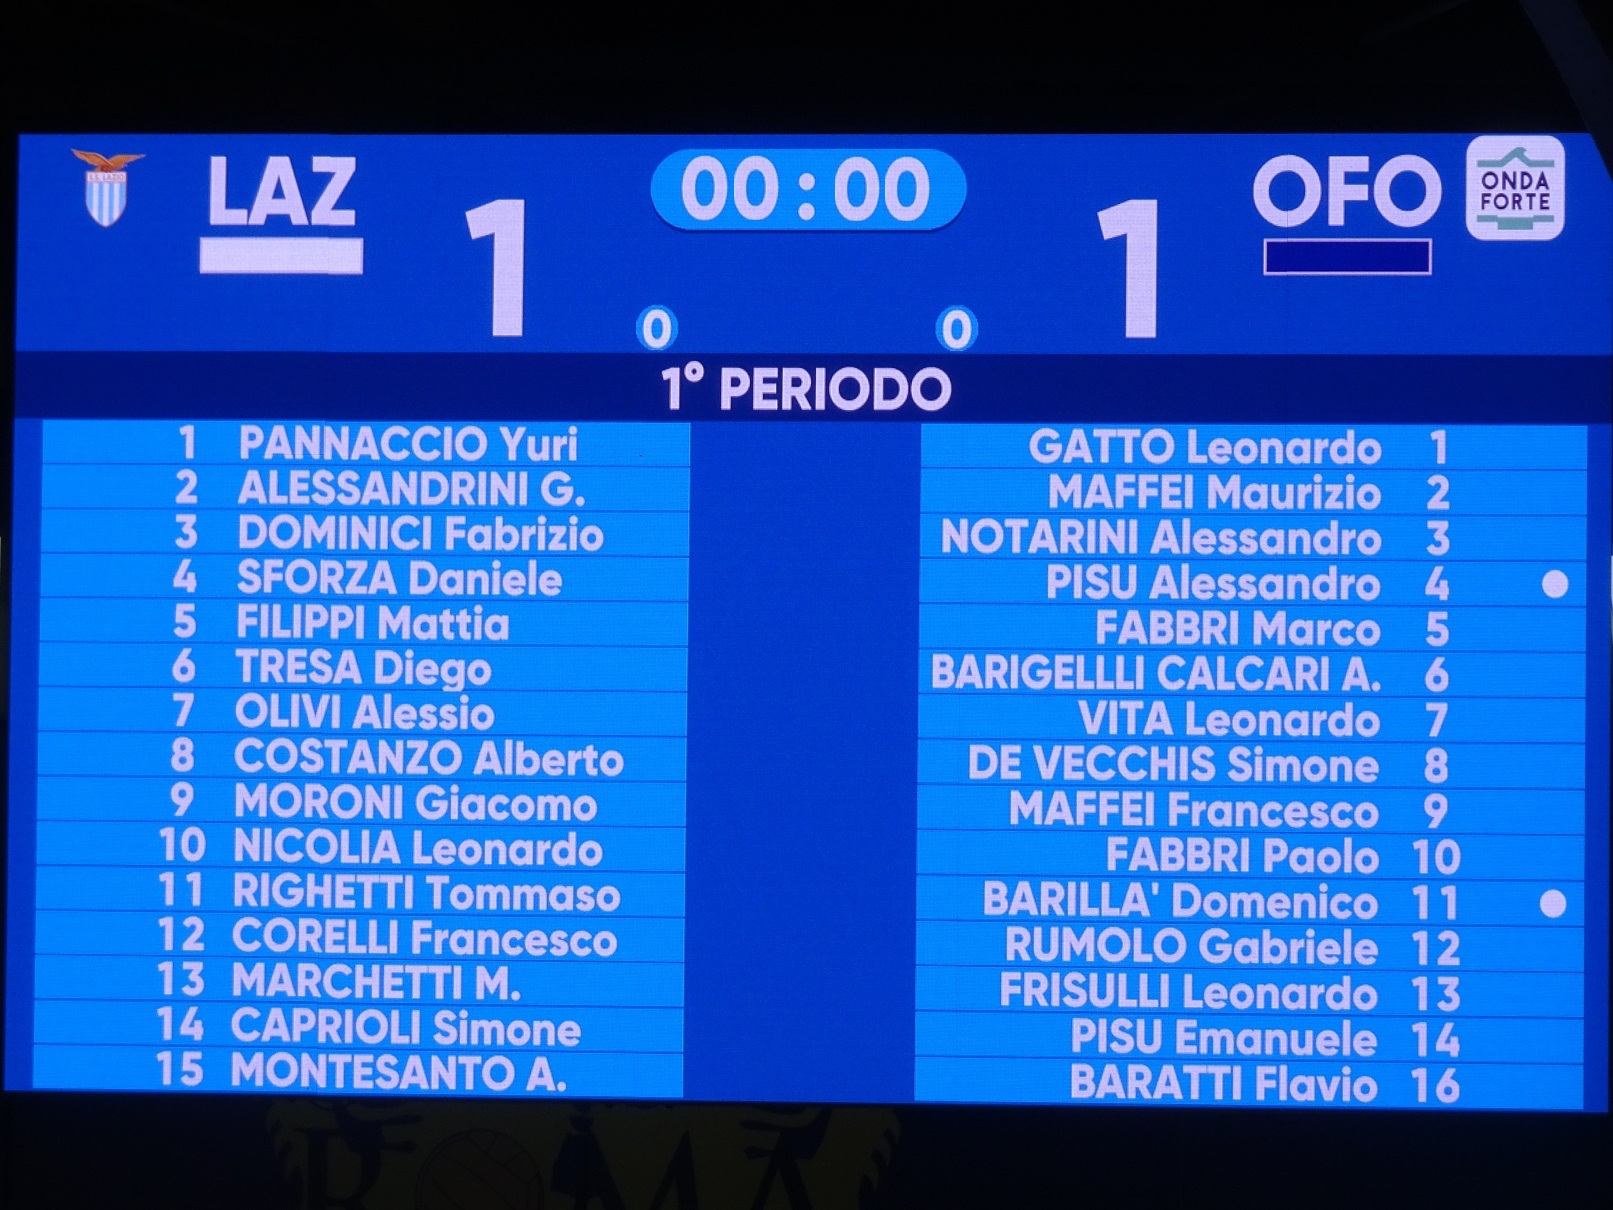 S.S. LAZIO
LAZ
1
00:00
1
OFO
ONDA
FORTE
0
0
1° PERIODO
1 PANNACCIO Yuri
2 ALESSANDRINI G.
3 DOMINICI Fabrizio
4 SFORZA Daniele
5 FILIPPI Mattia
6 TRESA Diego
7 OLIVI Alessio
8 COSTANZO Alberto
9 MORONI Giacomo
10 NICOLIA Leonardo
11 RIGHETTI Tommaso
12 CORELLI Francesco
13 MARCHETTI M.
14 CAPRIOLI Simone
15 MONTESANTO A.
GATTO Leonardo 1
MAFFEI Maurizio 2
NOTARINI Alessandro 3
PISU Alessandro 4
FABBRI Marco 5
BARIGELLLI CALCARI A. 6
VITA Leonardo 7
DE VECCHIS Simone 8
MAFFEI Francesco 9
FABBRI Paolo 10
BARILLA' Domenico 11
RUMOLO Gabriele 12
FRISULLI Leonardo 13
PISU Emanuele 14
BARATTI Flavio 16
ROMA